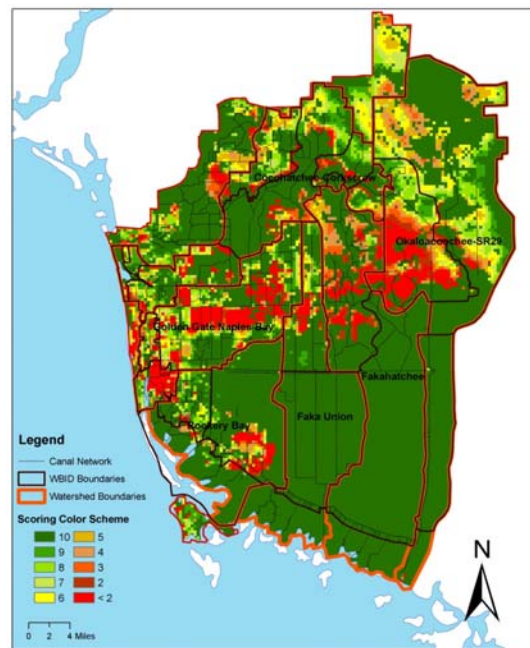 Cocohatchee-Corkscrew
Okaloacoochee-SR29
Golden Gate Naples Bay
Fakahatchee
Faka Union
Rookery Bay
Legend
Canal Network
WBID Boundaries
Watershed Boundaries
Scoring Color Scheme
10 5
9 4
8 3
7 2
6 < 2
N
0 2 4 Miles